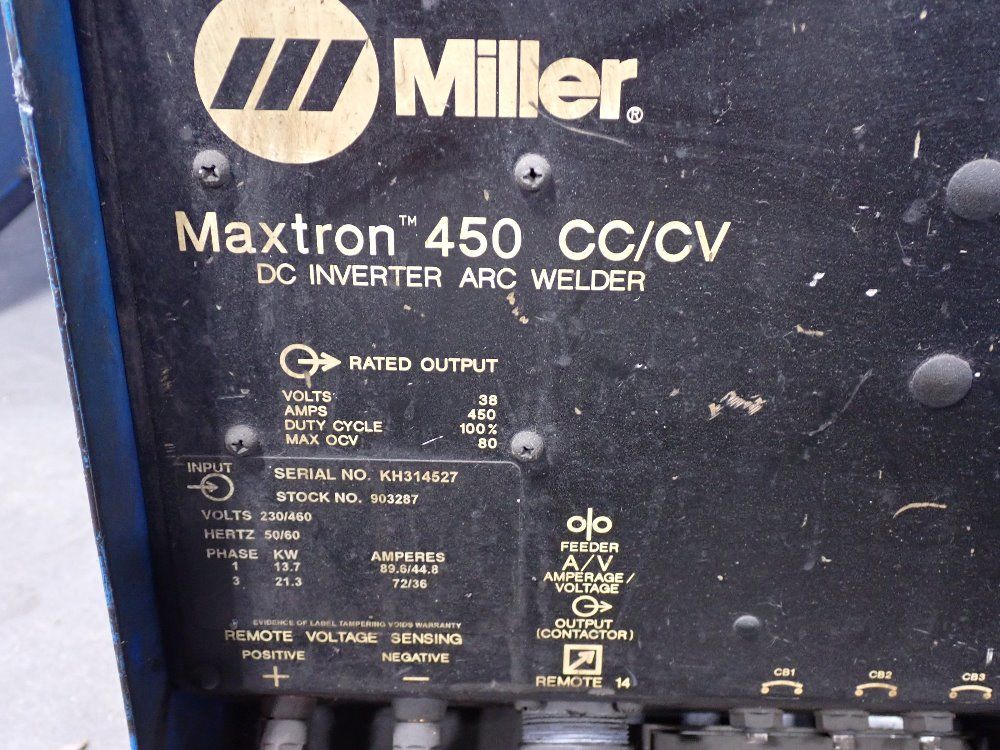 Miller®
Maxtron™ 450 CC/CV
DC INVERTER ARC WELDER
RATED OUTPUT
VOLTS 38
AMPS 450
DUTY CYCLE 100%
MAX OCV 80
INPUT
SERIAL NO. KH314527
STOCK NO. 903287
VOLTS 230/460
HERTZ 50/60
PHASE KW AMPERES
1 13.7 89.6/44.8
3 21.3 72/36
EVIDENCE OF LABEL TAMPERING VOIDS WARRANTY
REMOTE VOLTAGE SENSING
POSITIVE NEGATIVE
+ −
FEEDER
A/V
AMPERAGE/
VOLTAGE
OUTPUT
(CONTACTOR)
REMOTE 14
CB1 CB2 CB3